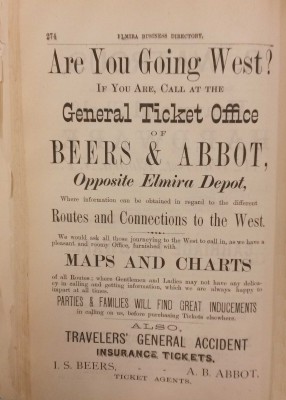 274 ELMIRA BUSINESS DIRECTORY.
Are You Going West?
IF YOU ARE, CALL AT THE
General Ticket Office
OF
BEERS & ABBOT,
Opposite Elmira Depot,
Where information can be obtained in regard to the different
Routes and Connections to the West.
We would ask all those journeying to the West to call in, as we have a
pleasant and roomy Office, furnished with
MAPS AND CHARTS
of all Routes; where Gentlemen and Ladies may not have any delica-
cy in calling and getting information, which we are always happy to
impart at all times.
PARTIES & FAMILIES WILL FIND GREAT INDUCEMENTS
in calling on us, before purchasing Tickets elsewhere.
ALSO,
TRAVELERS' GENERAL ACCIDENT
INSURANCE TICKETS.
I. S. BEERS, - - A. B. ABBOT.
TICKET AGENTS.